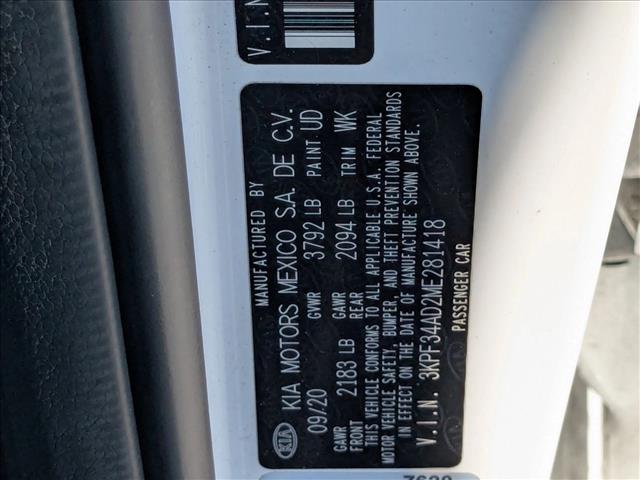 V.I.N
MANUFACTURED BY
KIA KIA MOTORS MEXICO S.A. DE C.V.
09/20 GVWR 3792 LB PAINT UD
GAWR FRONT 2183 LB GAWR REAR 2094 LB TRIM WK
THIS VEHICLE CONFORMS TO ALL APPLICABLE U.S.A. FEDERAL
MOTOR VEHICLE SAFETY, BUMPER, AND THEFT PREVENTION STANDARDS
IN EFFECT ON THE DATE OF MANUFACTURE SHOWN ABOVE.
V.I.N. 3KPF34AD2ME281418
PASSENGER CAR